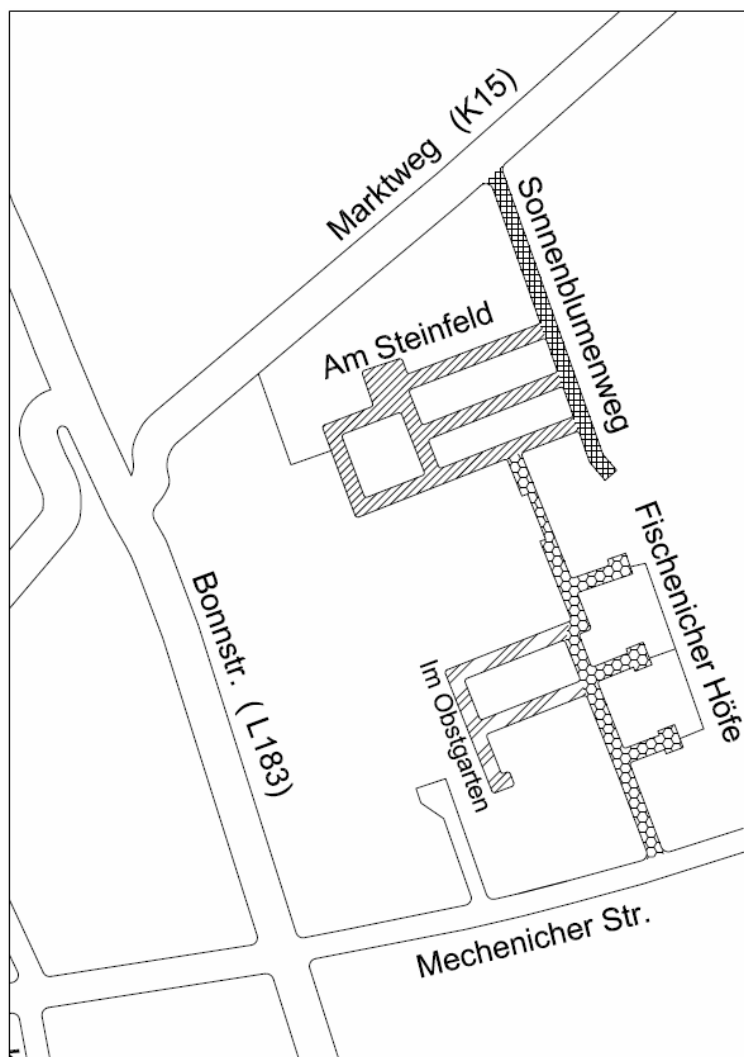 Marktweg (K15)
Sonnenblumenweg
Am Steinfeld
Fischenicher Höfe
Bonnstr. ( L183)
Im Obstgarten
Mechenicher Str.